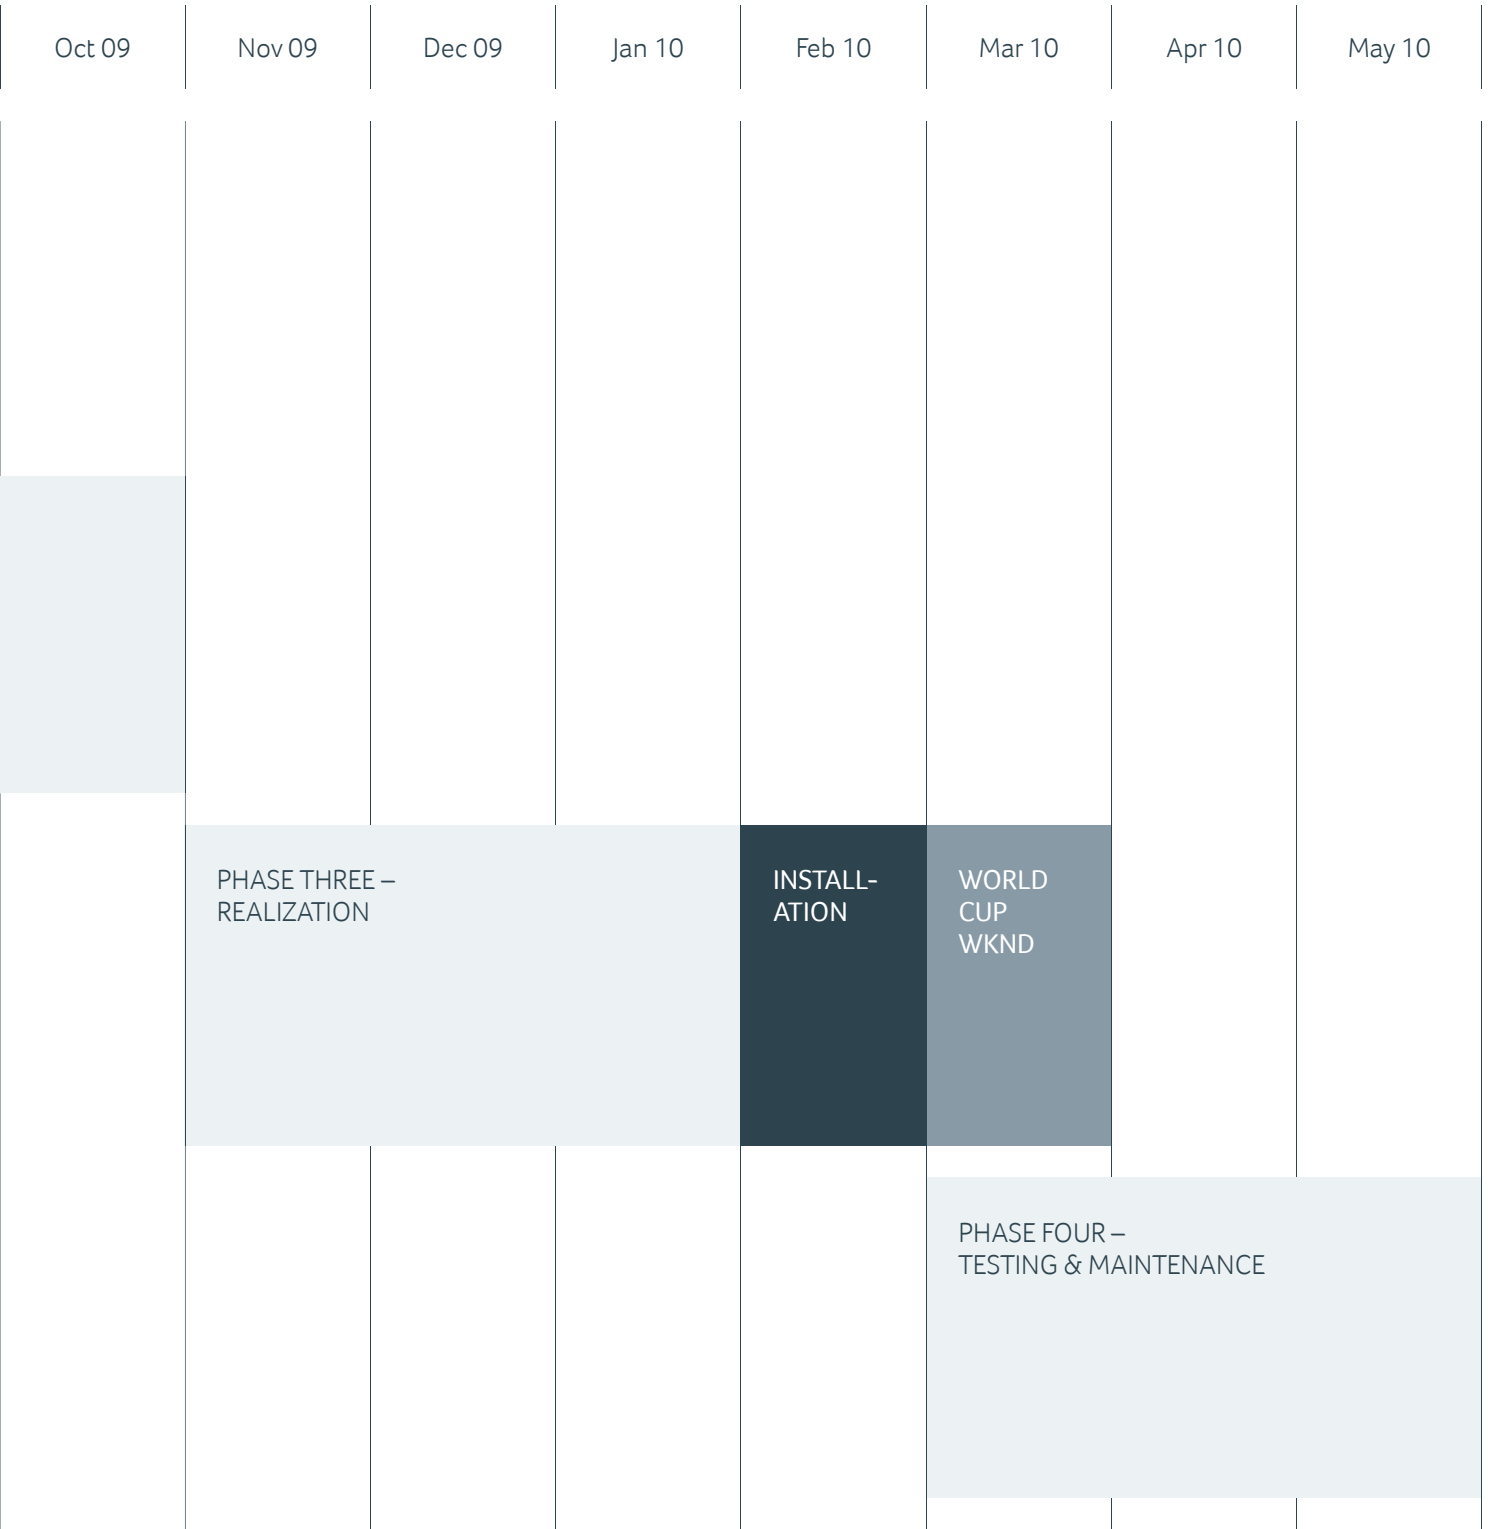 Oct 09 Nov 09 Dec 09 Jan 10 Feb 10 Mar 10 Apr 10 May 10
PHASE THREE –
REALIZATION
INSTALL-
ATION
WORLD
CUP
WKND
PHASE FOUR –
TESTING & MAINTENANCE